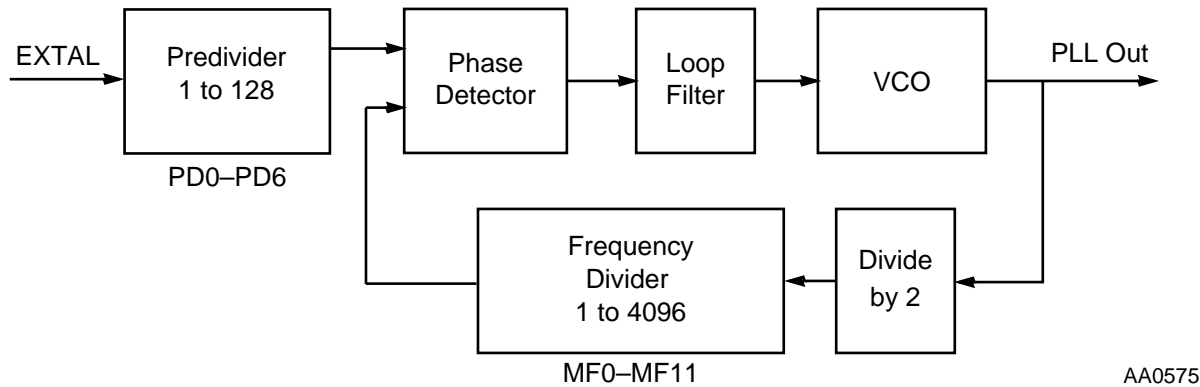 EXTAL
Predivider
1 to 128
PD0–PD6
Phase
Detector
Loop
Filter
VCO
PLL Out
Frequency
Divider
1 to 4096
MF0–MF11
Divide
by 2
AA0575